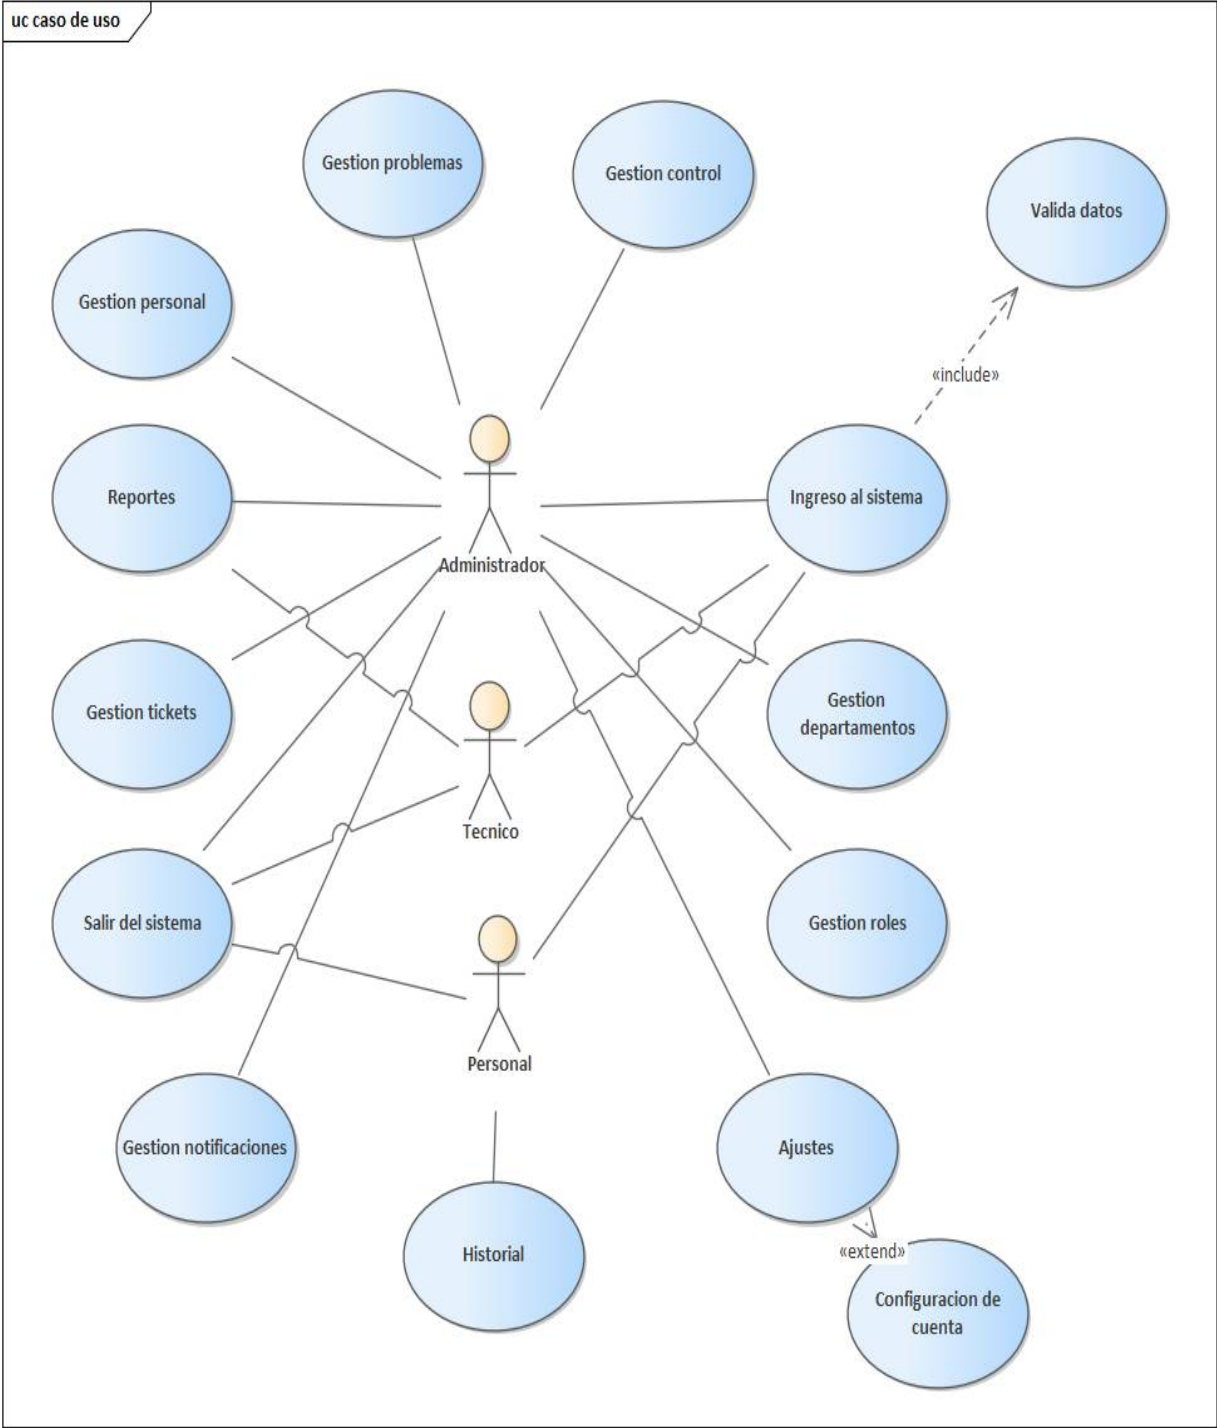 uc caso de uso
Gestion problemas
Gestion control
Valida datos
Gestion personal
«include»
Reportes
Ingreso al sistema
Administrador
Gestion tickets
Gestion
departamentos
Tecnico
Salir del sistema
Gestion roles
Personal
Gestion notificaciones
Ajustes
Historial
«extend»
Configuracion de
cuenta